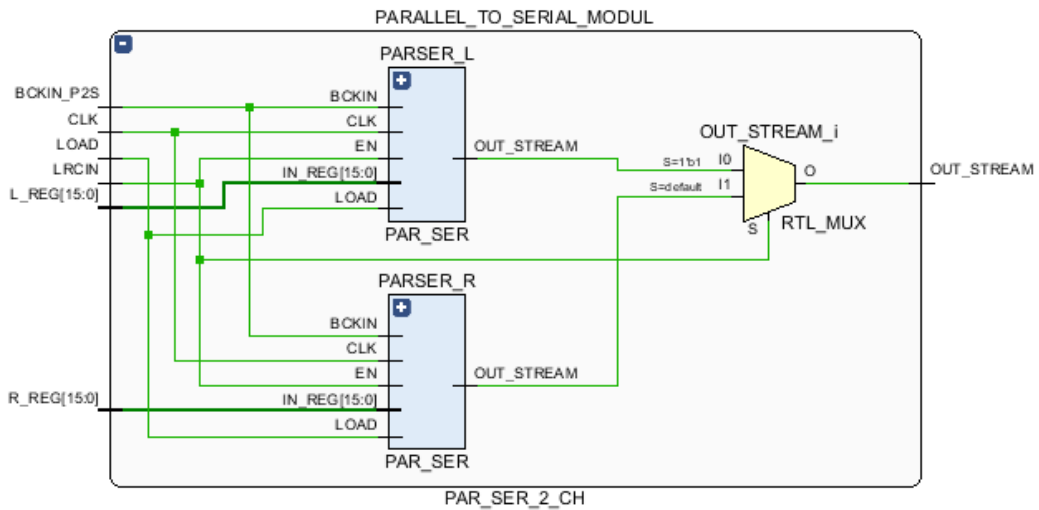 PARALLEL_TO_SERIAL_MODUL
PARSER_L
BCKIN_P2S
CLK
LOAD
LRCIN
L_REG[15:0]
R_REG[15:0]
BCKIN
CLK
EN
IN_REG[15:0]
LOAD
OUT_STREAM
PAR_SER
OUT_STREAM_i
S=1'b1 I0
S=default I1
O
S
RTL_MUX
OUT_STREAM
PARSER_R
BCKIN
CLK
EN
IN_REG[15:0]
LOAD
OUT_STREAM
PAR_SER
PAR_SER_2_CH